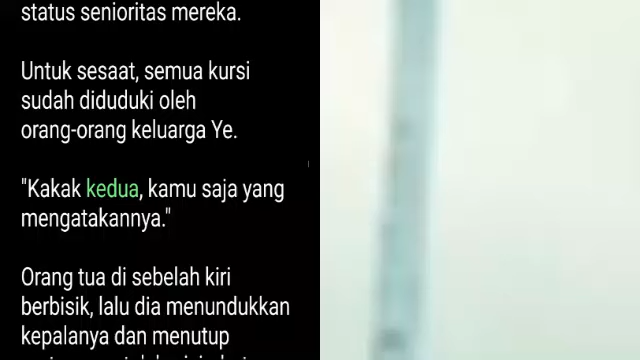 status senioritas mereka.
Untuk sesaat, semua kursi
sudah diduduki oleh
orang-orang keluarga Ye.
"Kakak kedua, kamu saja yang
mengatakannya."
Orang tua di sebelah kiri
berbisik, lalu dia menundukkan
kepalanya dan menutup